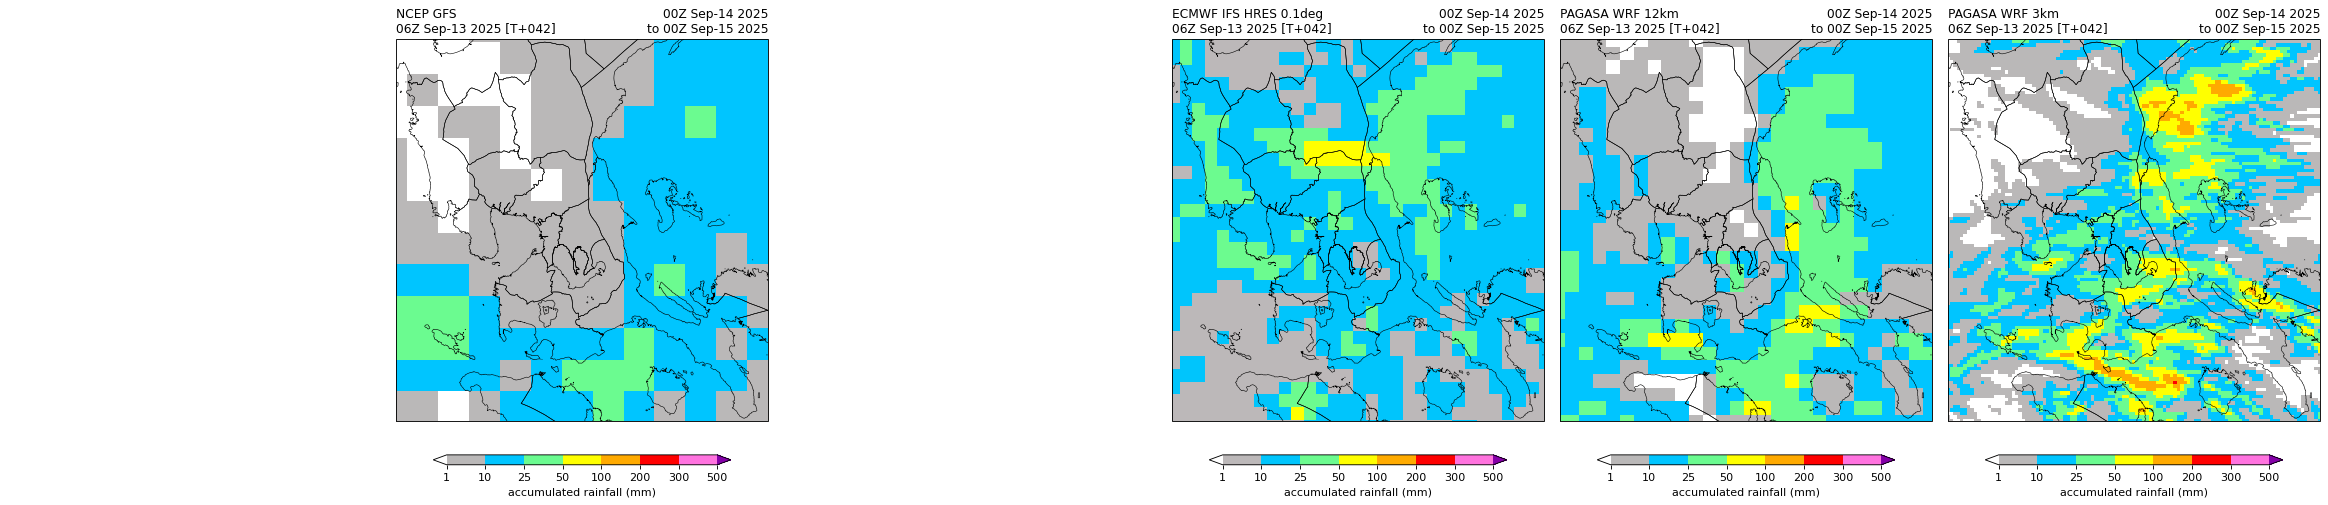 NCEP GFS 00Z Sep-14 2025
06Z Sep-13 2025 [T+042] to 00Z Sep-15 2025
1 10 25 50 100 200 300 500
accumulated rainfall (mm)
ECMWF IFS HRES 0.1deg 00Z Sep-14 2025
06Z Sep-13 2025 [T+042] to 00Z Sep-15 2025
1 10 25 50 100 200 300 500
accumulated rainfall (mm)
PAGASA WRF 12km 00Z Sep-14 2025
06Z Sep-13 2025 [T+042] to 00Z Sep-15 2025
1 10 25 50 100 200 300 500
accumulated rainfall (mm)
PAGASA WRF 3km 00Z Sep-14 2025
06Z Sep-13 2025 [T+042] to 00Z Sep-15 2025
1 10 25 50 100 200 300 500
accumulated rainfall (mm)